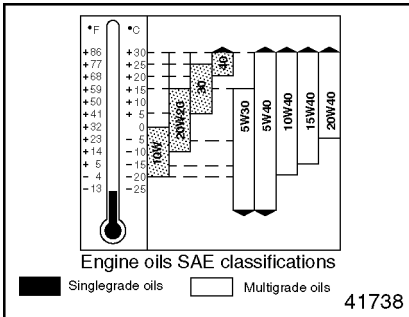 °F °C
+86 +30
+77 +25
+68 +20
+59 +15
+50 +10
+41 +5
+32 0
+23 -5
+14 -10
+5 -15
-4 -20
-13 -25
10W
20W-20
30
40
5W30
5W40
10W40
15W40
20W40
Engine oils SAE classifications
Singlegrade oils Multigrade oils
41738